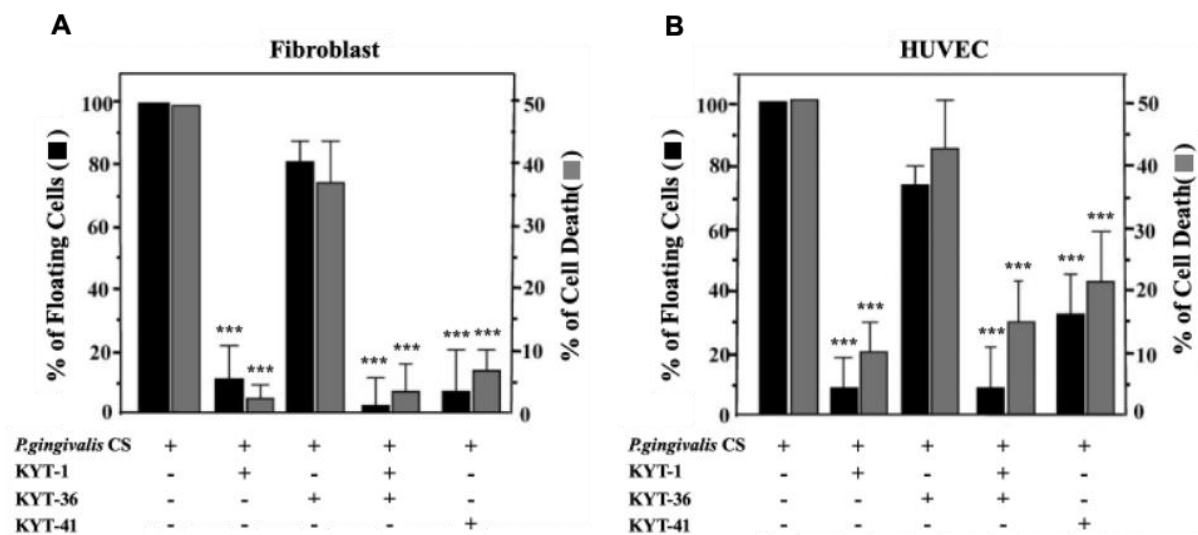 A
Fibroblast
% of Floating Cells (■)
100
80
60
40
20
0
*** ***
*** *** *** ***
50
40
30
20
10
0
% of Cell Death(■)
P.gingivalis CS + + + + +
KYT-1 - + - + -
KYT-36 - - + + -
KYT-41 - - - - +
B
HUVEC
% of Floating Cells (■)
100
80
60
40
20
0
*** ***
*** *** *** ***
50
40
30
20
10
0
% of Cell Death(■)
P.gingivalis CS + + + + +
KYT-1 - + - + -
KYT-36 - - + + -
KYT-41 - - - - +